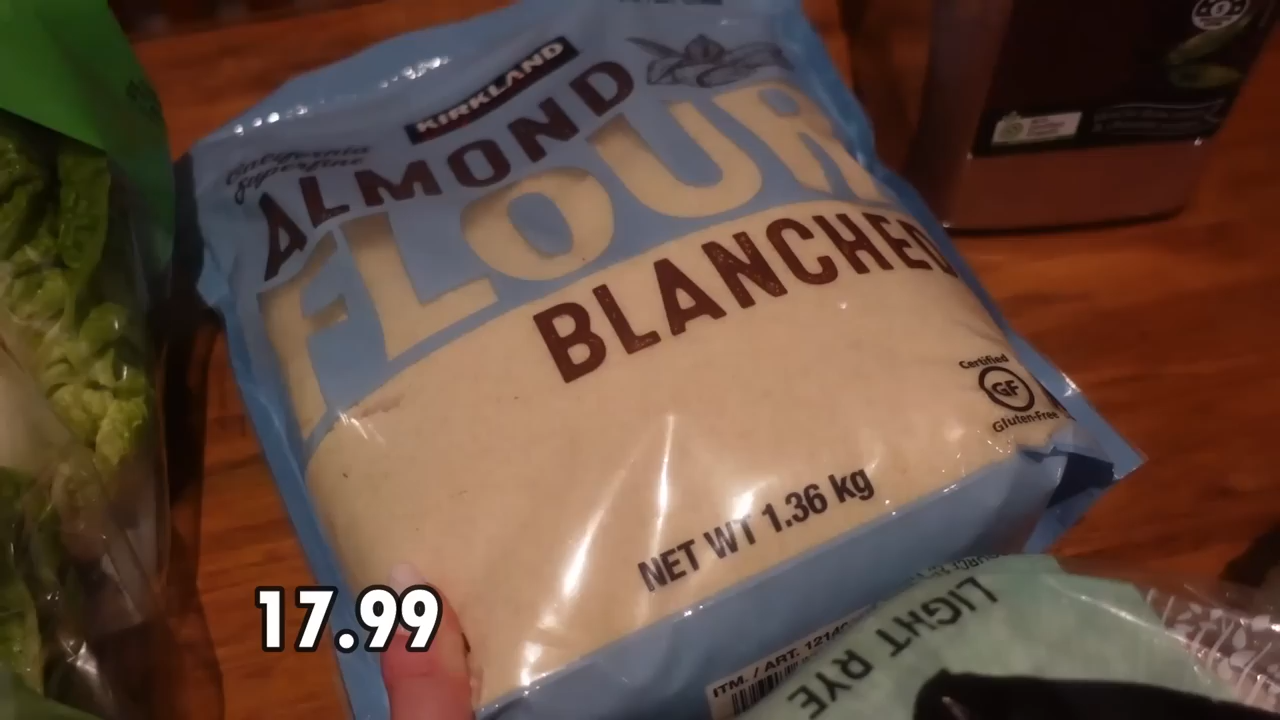 KIRKLAND
California
Superfine
ALMOND
FLOUR
BLANCHED
Certified
GF
Gluten-Free
NET WT 1.36 kg
17.99
ITM. / ART. 1214
LIGHT RYE